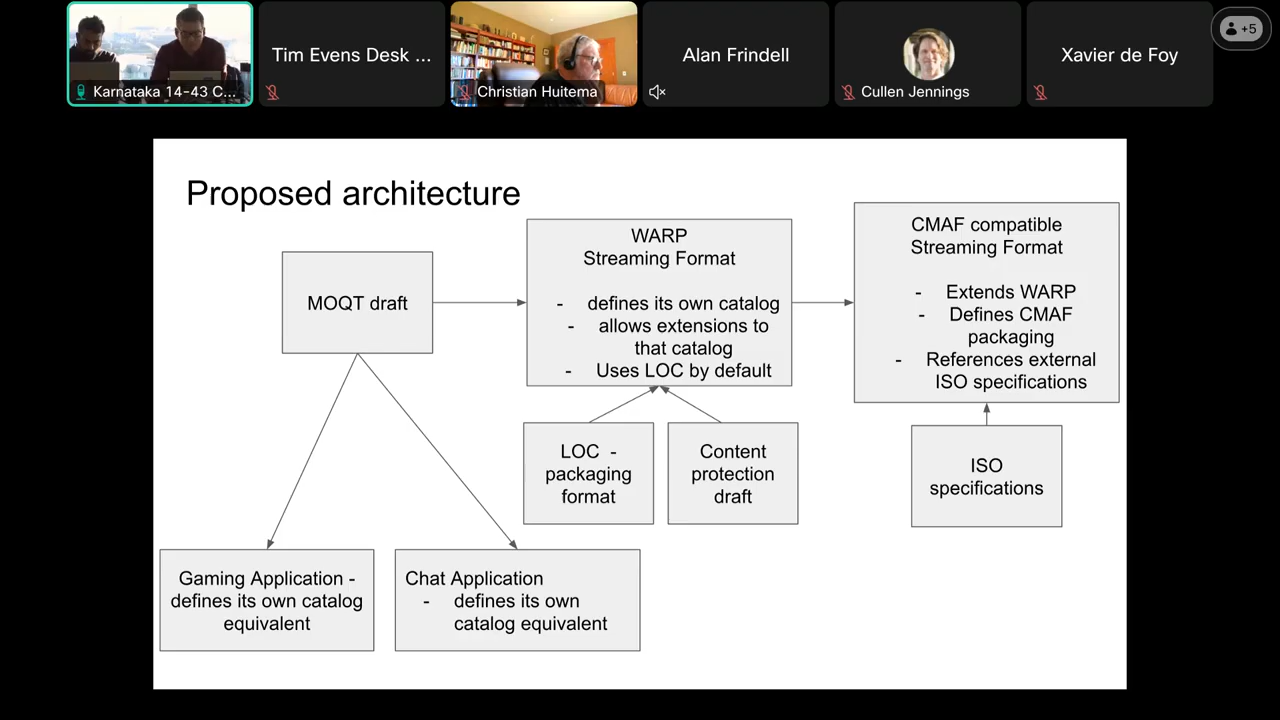 Karnataka 14-43 C...
Tim Evens Desk ...
Christian Huitema
Alan Frindell
Cullen Jennings
Xavier de Foy
+5
Proposed architecture
MOQT draft
WARP
Streaming Format
- defines its own catalog
- allows extensions to
that catalog
- Uses LOC by default
CMAF compatible
Streaming Format
- Extends WARP
- Defines CMAF
packaging
- References external
ISO specifications
LOC -
packaging
format
Content
protection
draft
ISO
specifications
Gaming Application -
defines its own catalog
equivalent
Chat Application
- defines its own
catalog equivalent